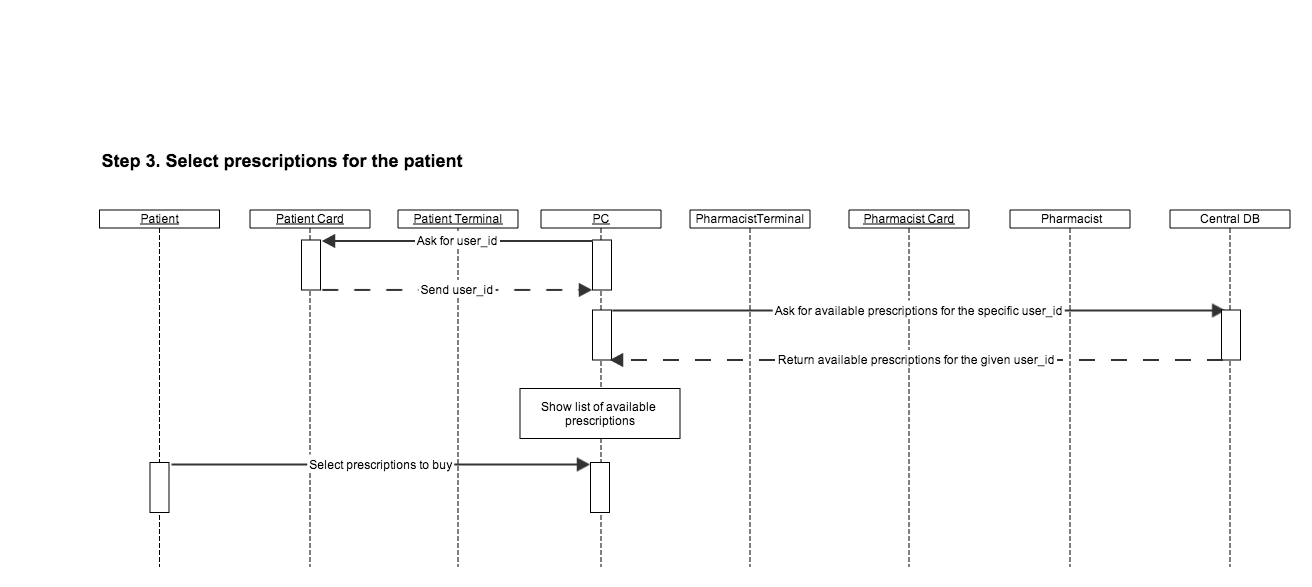 Step 3. Select prescriptions for the patient
Patient
Patient Card
Patient Terminal
PC
PharmacistTerminal
Pharmacist Card
Pharmacist
Central DB
Ask for user_id
Send user_id
Ask for available prescriptions for the specific user_id
Return available prescriptions for the given user_id
Show list of available
prescriptions
Select prescriptions to buy